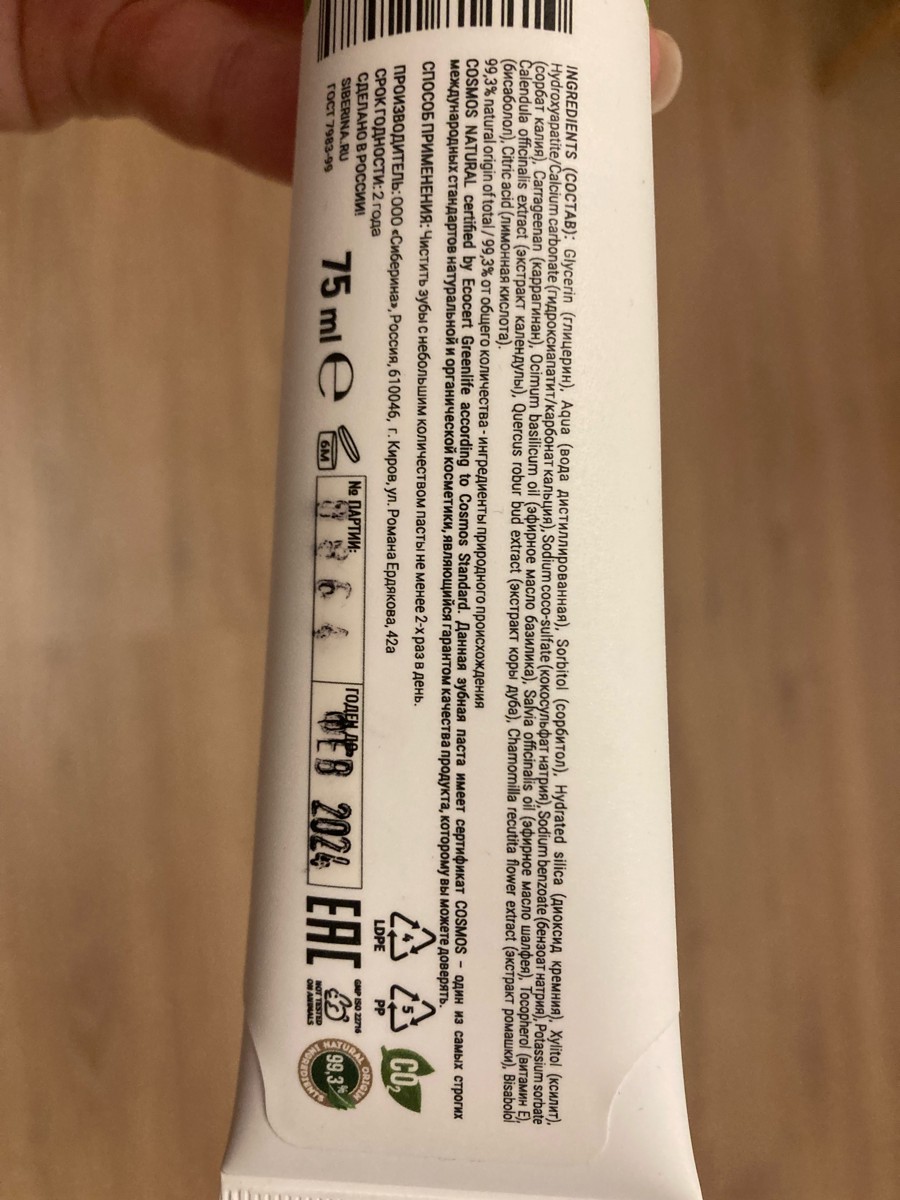 INGREDIENTS (СОСТАВ): Glycerin (глицерин), Aqua (вода дистиллированная), Sorbitol (сорбитол), Hydrated silica (диоксид кремния), Xylitol (ксилит),
Hydroxyapatite/Calcium carbonate (гидроксиапатит/карбонат кальция), Sodium coco-sulfate (кокосульфат натрия), Sodium benzoate (бензоат натрия), Potassium sorbate
(сорбат калия), Carrageenan (каррагинан), Ocimum basilicum oil (эфирное масло базилика), Salvia officinalis oil (эфирное масло шалфея), Tocopherol (витамин Е),
Calendula officinalis extract (экстракт календулы), Quercus robur bud extract (экстракт коры дуба), Chamomilla recutita flower extract (экстракт ромашки), Bisabolol
(бисаболол), Citric acid (лимонная кислота).
99,3% natural origin of total / 99,3% от общего количества - ингредиенты природного происхождения
COSMOS NATURAL certified by Ecocert Greenlife according to Cosmos Standard. Данная зубная паста имеет сертификат COSMOS – один из самых строгих
международных стандартов натуральной и органической косметики, являющийся гарантом качества продукта, которому вы можете доверять.
СПОСОБ ПРИМЕНЕНИЯ: Чистить зубы с небольшим количеством пасты не менее 2-х раз в день.
ПРОИЗВОДИТЕЛЬ: ООО «Сиберина», Россия, 610046, г. Киров, ул. Романа Ердякова, 42а
СРОК ГОДНОСТИ: 2 года
СДЕЛАНО В РОССИИ!
SIBERINA.RU
ГОСТ 7983-99
75 ml e
6M
№ ПАРТИИ:
ГОДЕН ДО:
ФЕВ 2024
EAC
4
LDPE
5
PP
CO2
GMP ISO 22716
NOT TESTED
ON ANIMALS
NATURAL ORIGIN
99,3%
INGREDIENTS